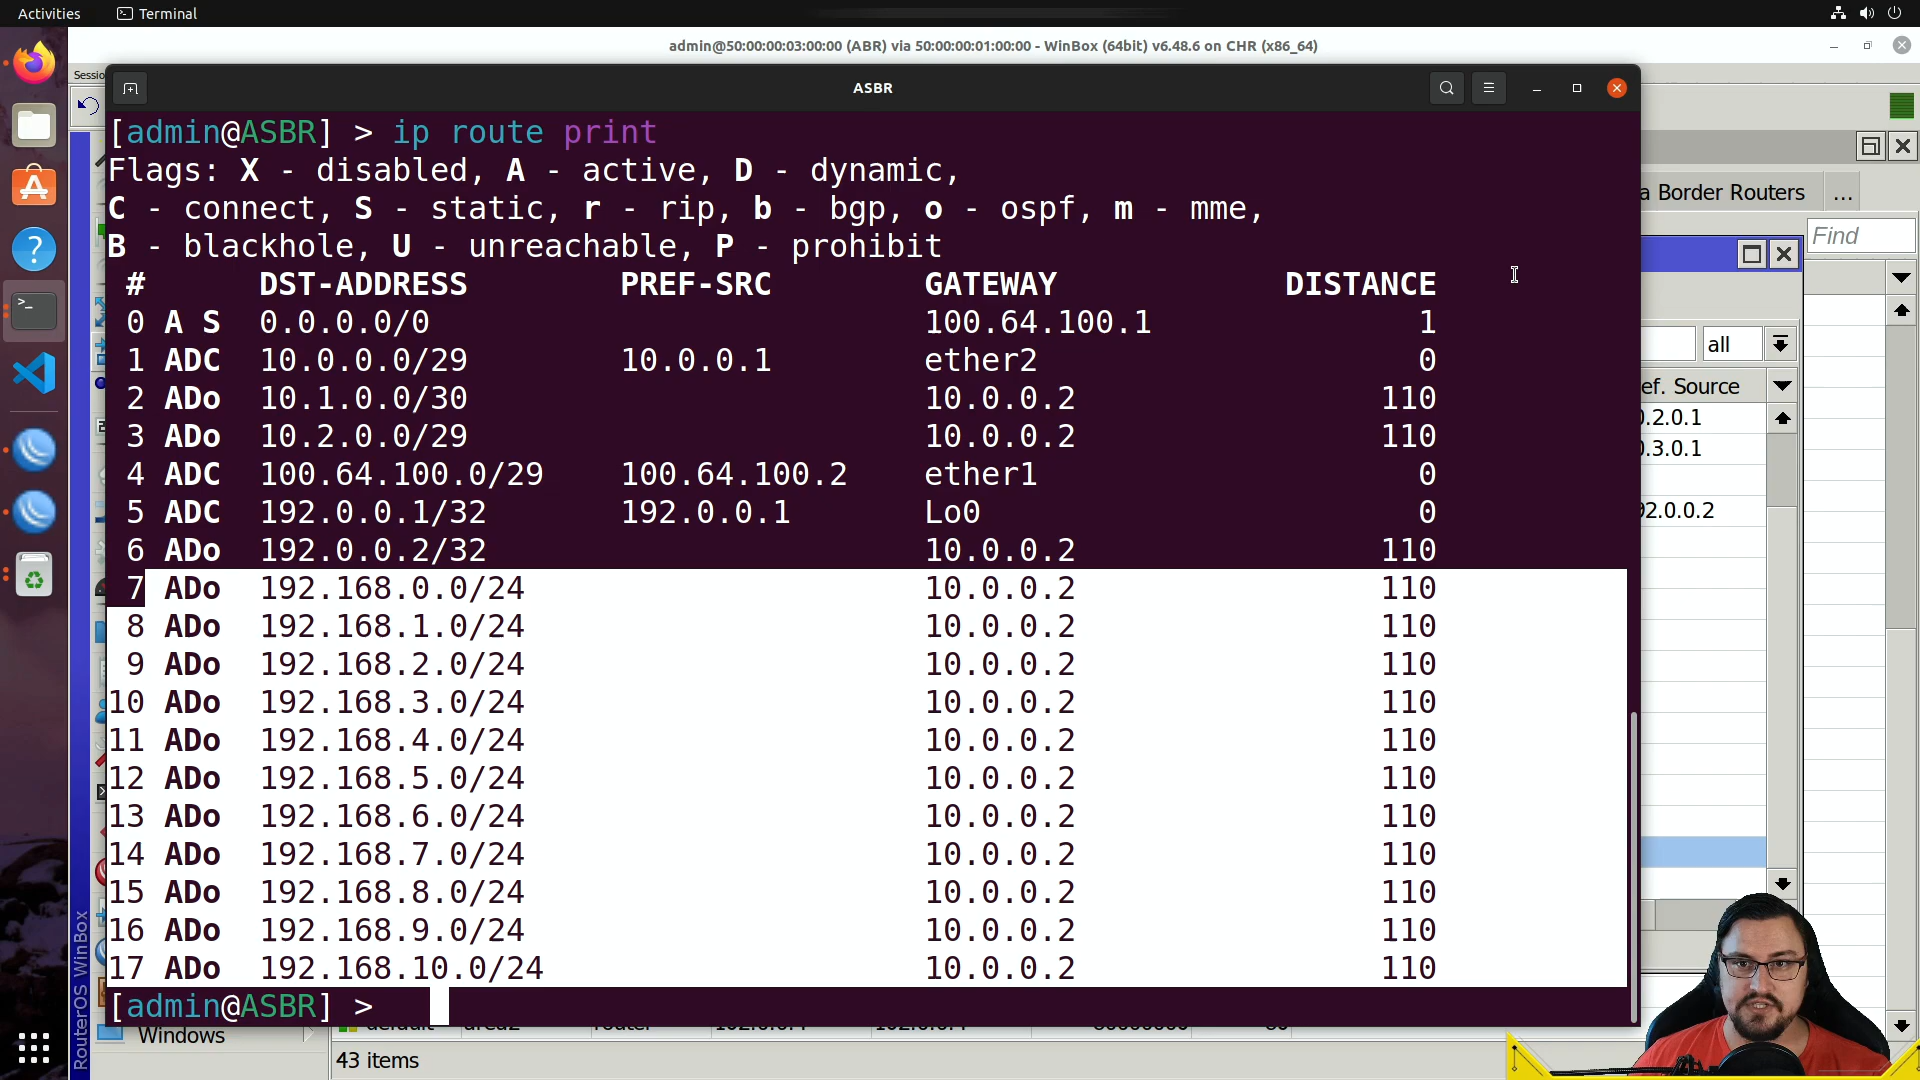 Activities Terminal
admin@50:00:00:03:00:00 (ABR) via 50:00:00:01:00:00 - WinBox (64bit) v6.48.6 on CHR (x86_64)
Sessio
ASBR
[admin@ASBR] > ip route print
Flags: X - disabled, A - active, D - dynamic,
C - connect, S - static, r - rip, b - bgp, o - ospf, m - mme,
B - blackhole, U - unreachable, P - prohibit
# DST-ADDRESS PREF-SRC GATEWAY DISTANCE
0 A S 0.0.0.0/0 100.64.100.1 1
1 ADC 10.0.0.0/29 10.0.0.1 ether2 0
2 ADo 10.1.0.0/30 10.0.0.2 110
3 ADo 10.2.0.0/29 10.0.0.2 110
4 ADC 100.64.100.0/29 100.64.100.2 ether1 0
5 ADC 192.0.0.1/32 192.0.0.1 Lo0 0
6 ADo 192.0.0.2/32 10.0.0.2 110
7 ADo 192.168.0.0/24 10.0.0.2 110
8 ADo 192.168.1.0/24 10.0.0.2 110
9 ADo 192.168.2.0/24 10.0.0.2 110
10 ADo 192.168.3.0/24 10.0.0.2 110
11 ADo 192.168.4.0/24 10.0.0.2 110
12 ADo 192.168.5.0/24 10.0.0.2 110
13 ADo 192.168.6.0/24 10.0.0.2 110
14 ADo 192.168.7.0/24 10.0.0.2 110
15 ADo 192.168.8.0/24 10.0.0.2 110
16 ADo 192.168.9.0/24 10.0.0.2 110
17 ADo 192.168.10.0/24 10.0.0.2 110
[admin@ASBR] >
a Border Routers ...
Find
all
ef. Source
.2.0.1
.3.0.1
92.0.0.2
RouterOS WinBox
Windows
43 items